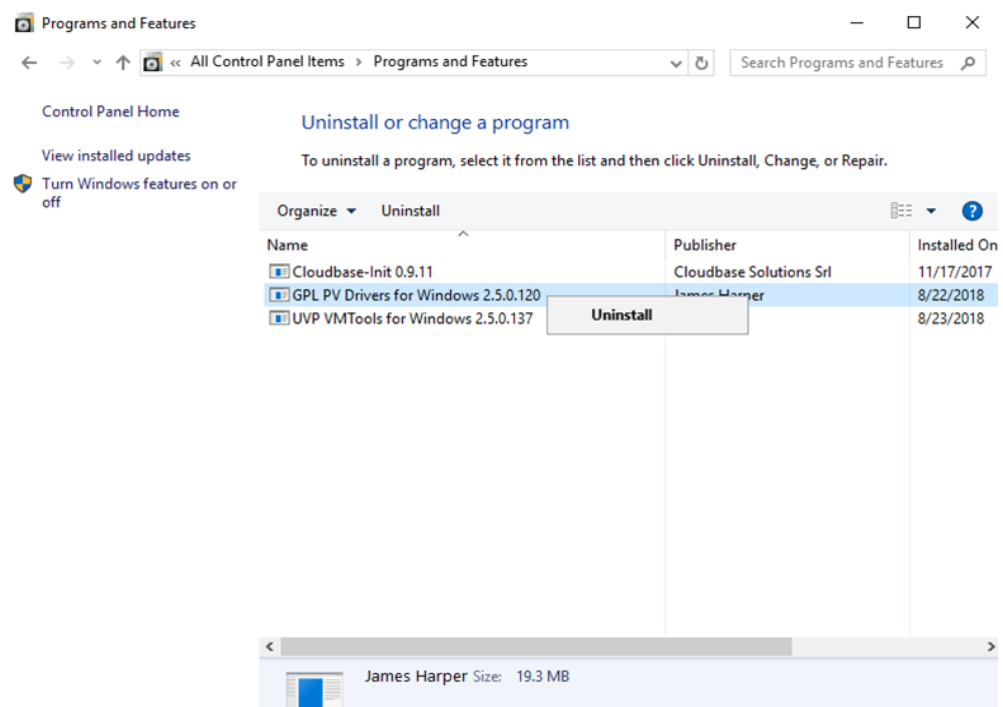 Programs and Features
« All Control Panel Items > Programs and Features
Search Programs and Features
Control Panel Home
View installed updates
Turn Windows features on or
off
Uninstall or change a program
To uninstall a program, select it from the list and then click Uninstall, Change, or Repair.
Organize Uninstall
?
Name Publisher Installed On
Cloudbase-Init 0.9.11 Cloudbase Solutions Srl 11/17/2017
GPL PV Drivers for Windows 2.5.0.120 James Harper 8/22/2018
UVP VMTools for Windows 2.5.0.137 8/23/2018
Uninstall
James Harper Size: 19.3 MB